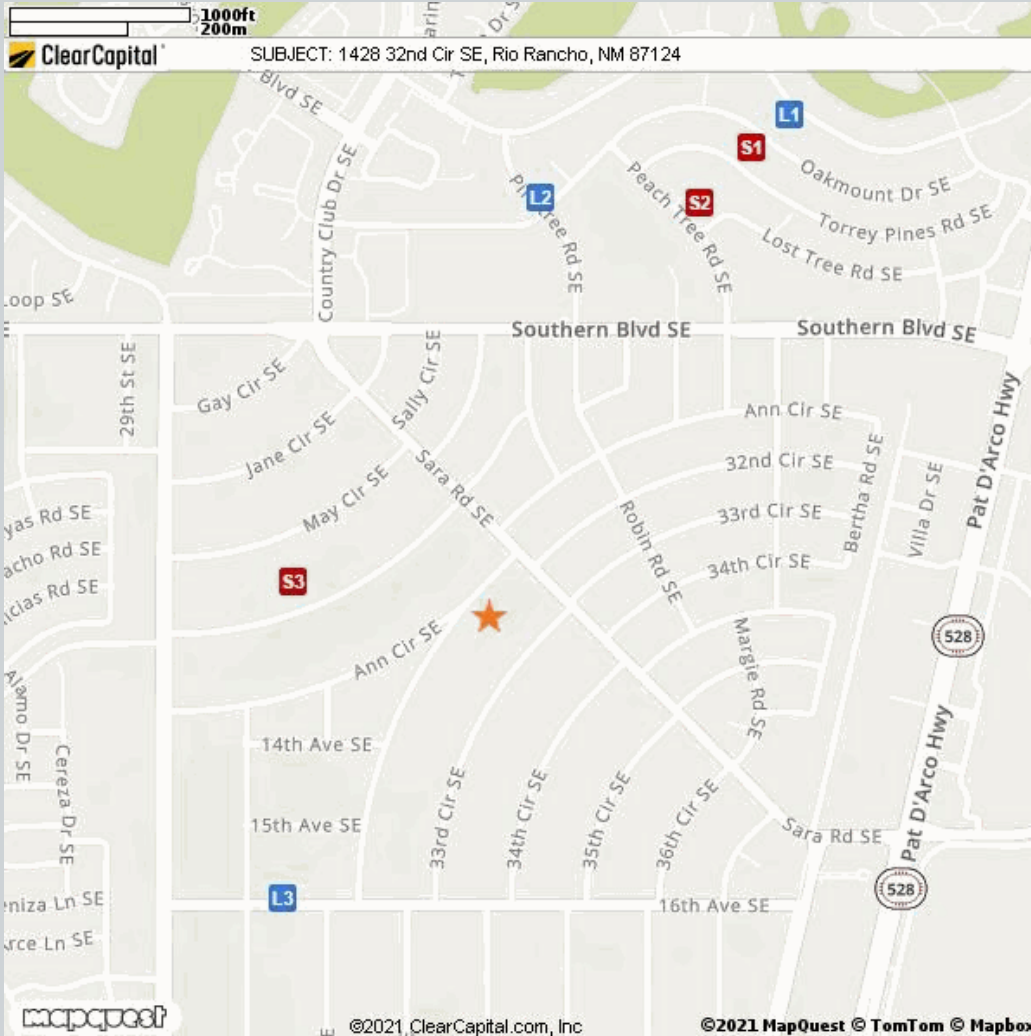 1000ft
200m
ClearCapital
SUBJECT: 1428 32nd Cir SE, Rio Rancho, NM 87124
Blvd SE
Dr S
L1
S1
Oakmount Dr SE
Country Club Dr SE
L2
Tree Rd SE
Peach Tree Rd SE
S2
Torrey Pines Rd SE
Lost Tree Rd SE
Loop SE
Southern Blvd SE
Southern Blvd SE
29th St SE
Gay Cir SE
Sally Cir SE
Pat D'Arco Hwy
Jane Cir SE
Ann Cir SE
32nd Cir SE
May Cir SE
Sara Rd SE
33rd Cir SE
Bertha Rd SE
Villa Dr SE
yas Rd SE
acho Rd SE
icias Rd SE
Robin Rd SE
34th Cir SE
S3
Ann Cir SE
528
Margie Rd SE
Alamo Dr SE
Cereza Dr SE
14th Ave SE
Pat D'Arco Hwy
15th Ave SE
33rd Cir SE
34th Cir SE
35th Cir SE
36th Cir SE
Sara Rd SE
L3
eniza Ln SE
16th Ave SE
528
Arce Ln SE
mapquest
©2021 ClearCapital.com, Inc
©2021 MapQuest © TomTom © Mapbox